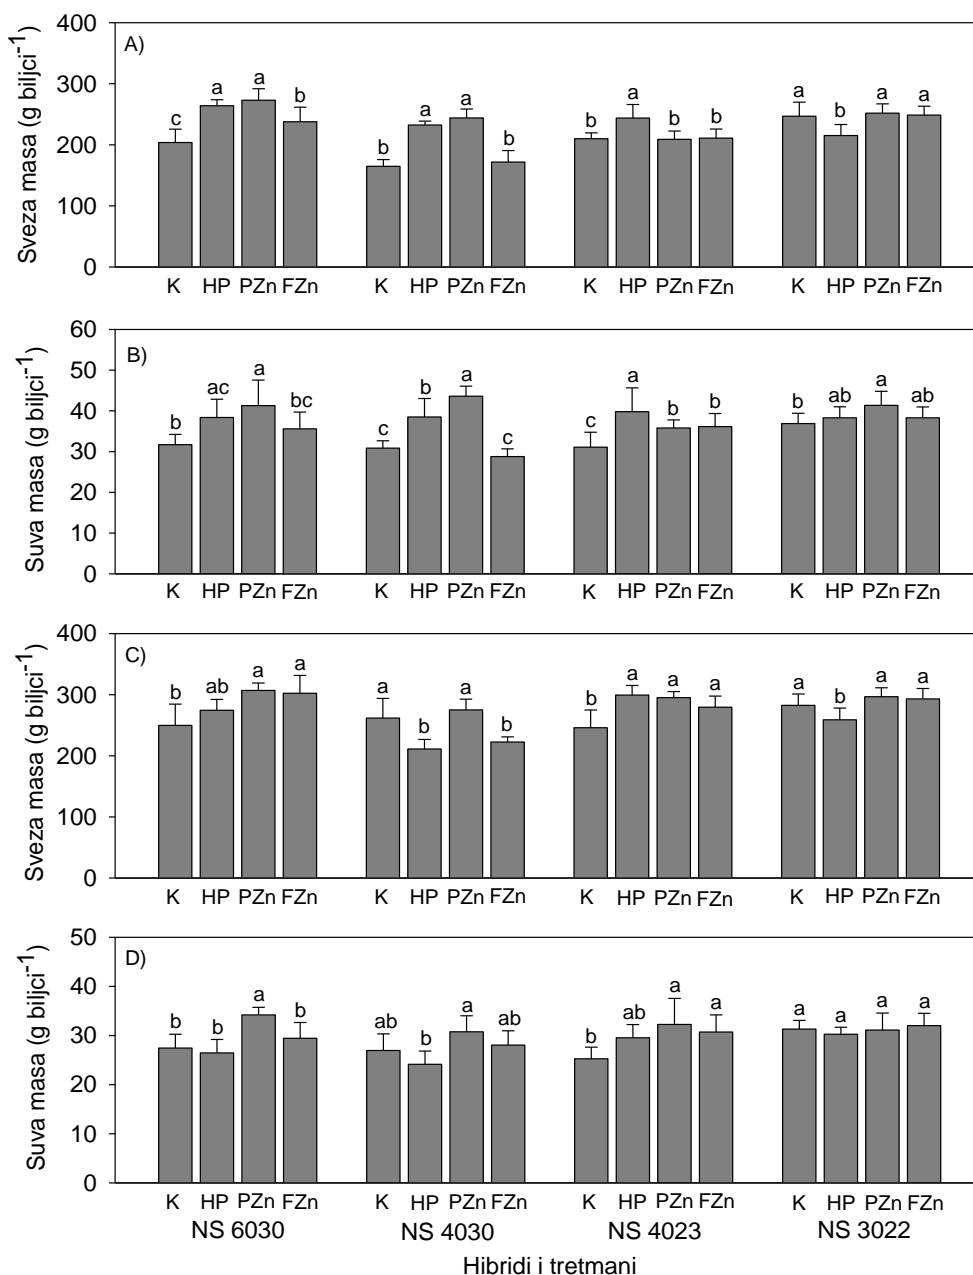 400
A)
300
200
100
0
Sveza masa (g biljci-1)
c a a b b a a b b a b b a b a a
K HP PZn FZn K HP PZn FZn K HP PZn FZn K HP PZn FZn
60
B)
50
40
30
20
10
0
Suva masa (g biljci-1)
b ac a bc c b a c c a b b b ab a ab
K HP PZn FZn K HP PZn FZn K HP PZn FZn K HP PZn FZn
400
C)
300
200
100
0
Sveza masa (g biljci-1)
b ab a a a b a b b a a a a b a a
K HP PZn FZn K HP PZn FZn K HP PZn FZn K HP PZn FZn
50
D)
40
30
20
10
0
Suva masa (g biljci-1)
b b a b ab b a ab b ab a a a a a a
K HP PZn FZn K HP PZn FZn K HP PZn FZn K HP PZn FZn
NS 6030 NS 4030 NS 4023 NS 3022
Hibridi i tretmani